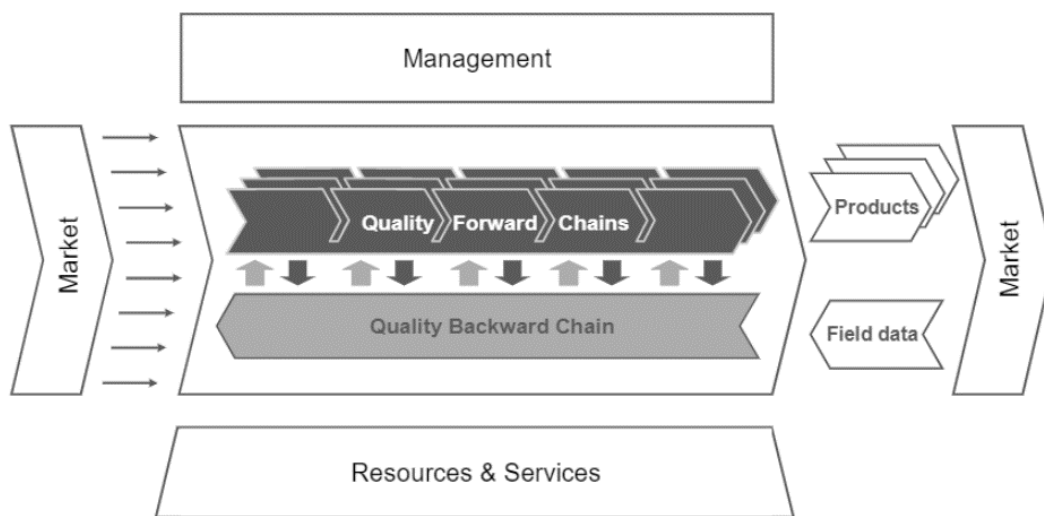 Management
Market
Quality Forward Chains
Products
Market
Quality Backward Chain
Field data
Resources & Services